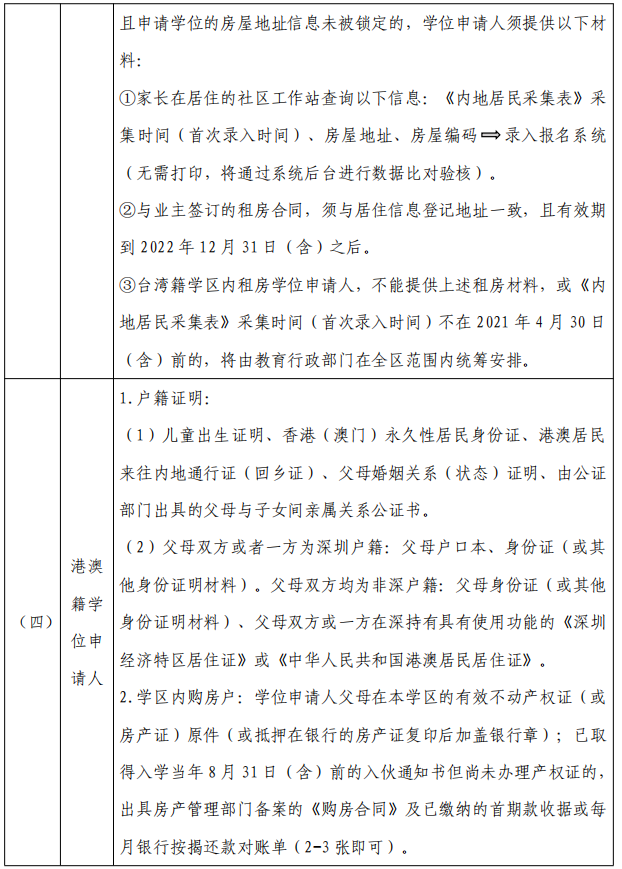 且申请学位的房屋地址信息未被锁定的，学位申请人须提供以下材
料：
①家长在居住的社区工作站查询以下信息：《内地居民采集表》采
集时间（首次录入时间）、房屋地址、房屋编码⇒录入报名系统
（无需打印，将通过系统后台进行数据比对验核）。
②与业主签订的租房合同，须与居住信息登记地址一致，且有效期
到 2022 年 12 月 31 日（含）之后。
③台湾籍学区内租房学位申请人，不能提供上述租房材料，或《内
地居民采集表》采集时间（首次录入时间）不在 2021 年 4 月 30 日
（含）前的，将由教育行政部门在全区范围内统筹安排。
（四）
港澳
籍学
位申
请人
1.户籍证明：
（1）儿童出生证明、香港（澳门）永久性居民身份证、港澳居民
来往内地通行证（回乡证）、父母婚姻关系（状态）证明、由公证
部门出具的父母与子女间亲属关系公证书。
（2）父母双方或者一方为深圳户籍：父母户口本、身份证（或其
他身份证明材料）。父母双方均为非深户籍：父母身份证（或其他
身份证明材料）、父母双方或一方在深持有具有使用功能的《深圳
经济特区居住证》或《中华人民共和国港澳居民居住证》。
2.学区内购房户：学位申请人父母在本学区的有效不动产权证（或
房产证）原件（或抵押在银行的房产证复印后加盖银行章）；已取
得入学当年 8 月 31 日（含）前的入伙通知书但尚未办理产权证的，
出具房产管理部门备案的《购房合同》及已缴纳的首期款收据或每
月银行按揭还款对账单（2-3 张即可）。